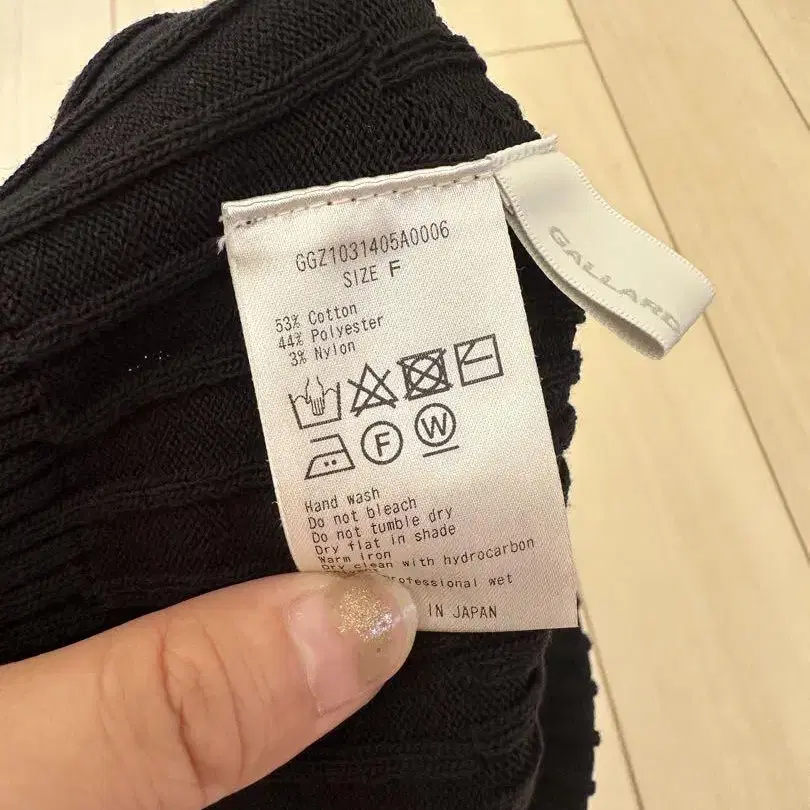 GGZ1031405A0006
SIZE F
53% Cotton
44% Polyester
3% Nylon
F W
Hand wash
Do not bleach
Do not tumble dry
Dry flat in shade
Warm iron
Dry clean with hydrocarbon
professional wet
IN JAPAN
GALLARD